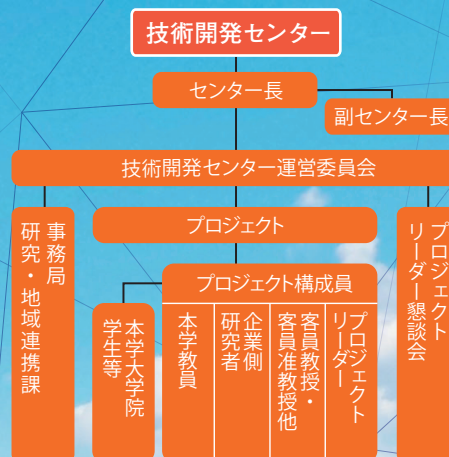 技術開発センター
センター長
副センター長
技術開発センター運営委員会
事務局
研究・地域連携課
プロジェクト
プロジェクト
リーダー懇談会
プロジェクト構成員
プロジェクト
リーダー
客員教授・
客員准教授他
企業側
研究者
本学教員
本学大学院
学生等